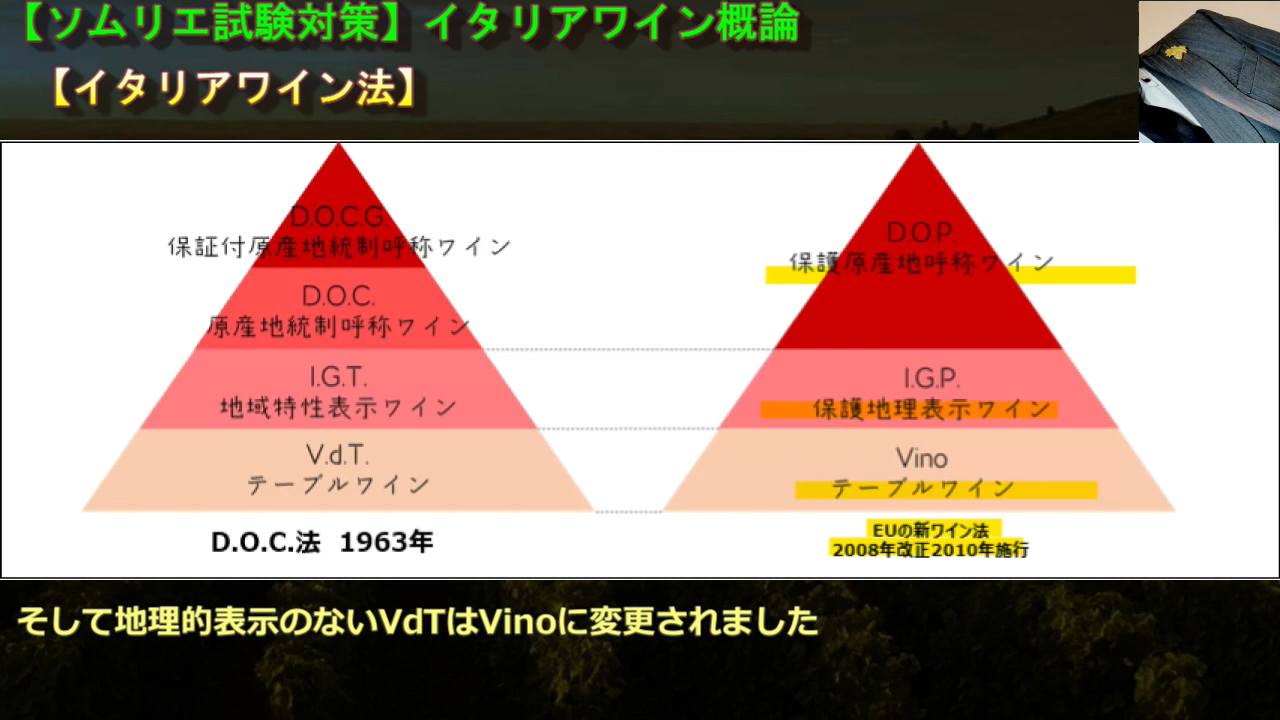 【ソムリエ試験対策】イタリアワイン概論
【イタリアワイン法】
D.O.C.G.
保証付原産地統制呼称ワイン
D.O.C.
原産地統制呼称ワイン
I.G.T.
地域特性表示ワイン
V.d.T.
テーブルワイン
D.O.C.法 1963年
D.O.P.
保護原産地呼称ワイン
I.G.P.
保護地理表示ワイン
Vino
テーブルワイン
EUの新ワイン法
2008年改正2010年施行
そして地理的表示のないVdTはVinoに変更されました